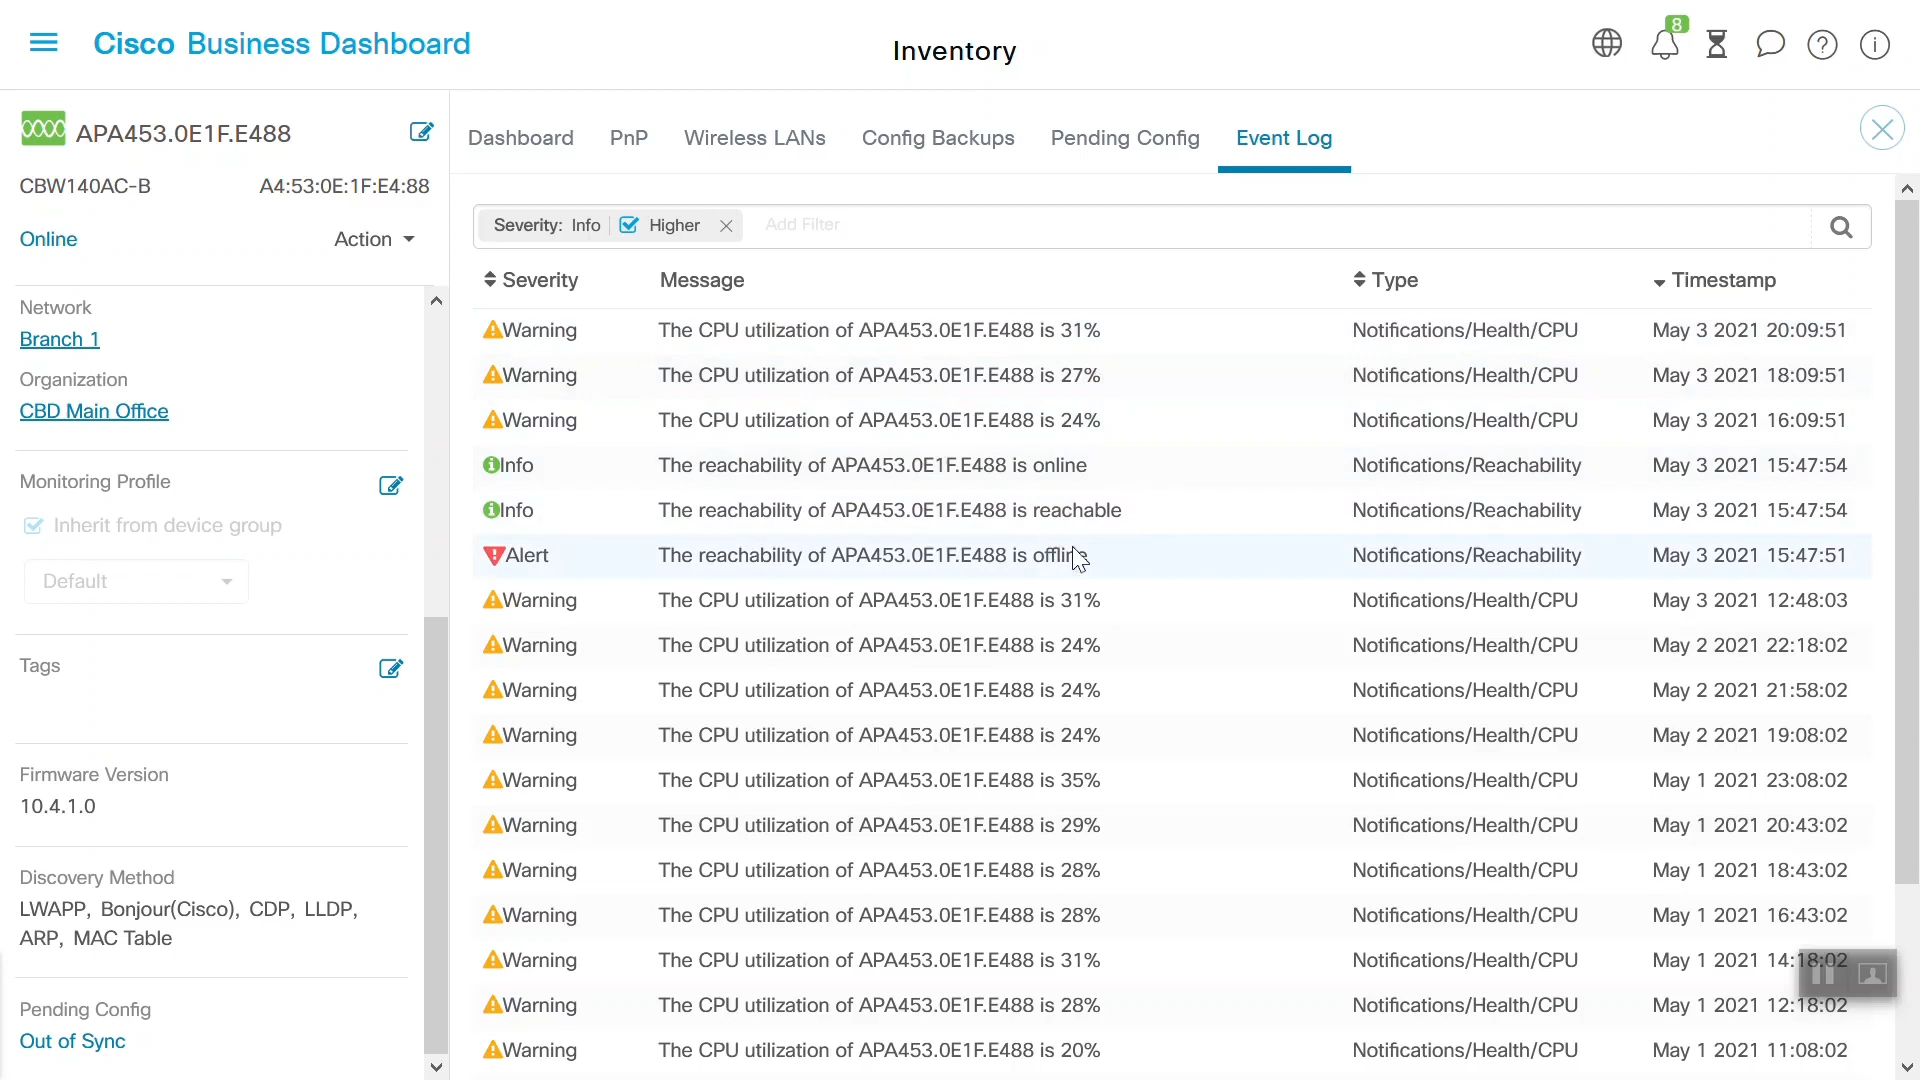 Cisco Business Dashboard
Inventory
8
APA453.0E1F.E488
CBW140AC-B A4:53:0E:1F:E4:88
Online Action
Network
Branch 1
Organization
CBD Main Office
Monitoring Profile
Inherit from device group
Default
Tags
Firmware Version
10.4.1.0
Discovery Method
LWAPP, Bonjour(Cisco), CDP, LLDP,
ARP, MAC Table
Pending Config
Out of Sync
Dashboard PnP Wireless LANs Config Backups Pending Config Event Log
Severity: Info Higher Add Filter
Severity Message Type Timestamp
Warning The CPU utilization of APA453.0E1F.E488 is 31% Notifications/Health/CPU May 3 2021 20:09:51
Warning The CPU utilization of APA453.0E1F.E488 is 27% Notifications/Health/CPU May 3 2021 18:09:51
Warning The CPU utilization of APA453.0E1F.E488 is 24% Notifications/Health/CPU May 3 2021 16:09:51
Info The reachability of APA453.0E1F.E488 is online Notifications/Reachability May 3 2021 15:47:54
Info The reachability of APA453.0E1F.E488 is reachable Notifications/Reachability May 3 2021 15:47:54
Alert The reachability of APA453.0E1F.E488 is offline Notifications/Reachability May 3 2021 15:47:51
Warning The CPU utilization of APA453.0E1F.E488 is 31% Notifications/Health/CPU May 3 2021 12:48:03
Warning The CPU utilization of APA453.0E1F.E488 is 24% Notifications/Health/CPU May 2 2021 22:18:02
Warning The CPU utilization of APA453.0E1F.E488 is 24% Notifications/Health/CPU May 2 2021 21:58:02
Warning The CPU utilization of APA453.0E1F.E488 is 24% Notifications/Health/CPU May 2 2021 19:08:02
Warning The CPU utilization of APA453.0E1F.E488 is 35% Notifications/Health/CPU May 1 2021 23:08:02
Warning The CPU utilization of APA453.0E1F.E488 is 29% Notifications/Health/CPU May 1 2021 20:43:02
Warning The CPU utilization of APA453.0E1F.E488 is 28% Notifications/Health/CPU May 1 2021 18:43:02
Warning The CPU utilization of APA453.0E1F.E488 is 28% Notifications/Health/CPU May 1 2021 16:43:02
Warning The CPU utilization of APA453.0E1F.E488 is 31% Notifications/Health/CPU May 1 2021 14:18:02
Warning The CPU utilization of APA453.0E1F.E488 is 28% Notifications/Health/CPU May 1 2021 12:18:02
Warning The CPU utilization of APA453.0E1F.E488 is 20% Notifications/Health/CPU May 1 2021 11:08:02